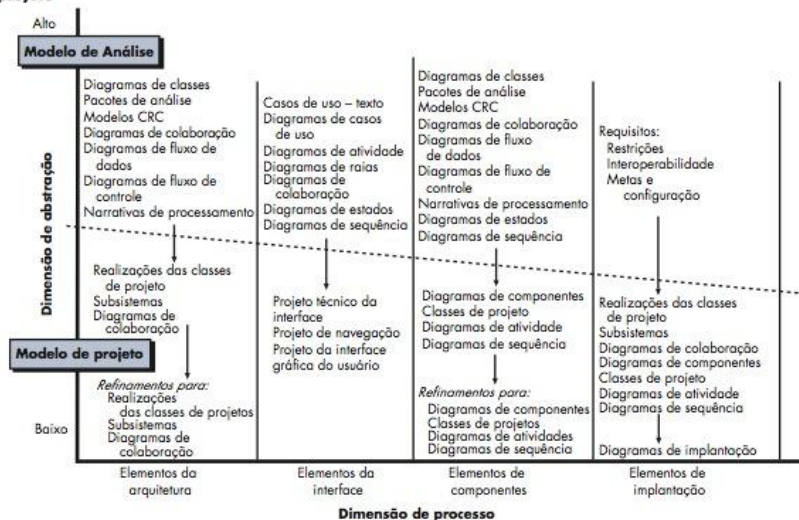 Alto
Modelo de Análise
Diagramas de classes
Pacotes de análise
Modelos CRC
Diagramas de colaboração
Diagramas de fluxo de
dados
Diagramas de fluxo de
controle
Narrativas de processamento
Realizações das classes
de projeto
Subsistemas
Diagramas de
colaboração
Refinamentos para:
Realizações
das classes de projetos
Subsistemas
Diagramas de
colaboração
Casos de uso – texto
Diagramas de casos
de uso
Diagramas de atividade
Diagramas de raias
Diagramas de
colaboração
Diagramas de estados
Diagramas de sequência
Projeto técnico da
interface
Projeto de navegação
Projeto da interface
gráfica do usuário
Diagramas de classes
Pacotes de análise
Modelos CRC
Diagramas de colaboração
Diagramas de fluxo
de dados
Diagramas de fluxo de
controle
Narrativas de processamento
Diagramas de estados
Diagramas de sequência
Diagramas de componentes
Classes de projeto
Diagramas de atividade
Diagramas de sequência
Refinamentos para:
Diagramas de componentes
Classes de projetos
Diagramas de atividades
Diagramas de sequência
Requisitos:
Restrições
Interoperabilidade
Metas e
configuração
Realizações das classes
de projeto
Subsistemas
Diagramas de colaboração
Diagramas de componentes
Classes de projeto
Diagramas de atividade
Diagramas de sequência
Diagramas de implantação
Dimensão de abstração
Modelo de projeto
Baixo
Elementos da
arquitetura
Elementos da
interface
Elementos de
componentes
Elementos de
implantação
Dimensão de processo